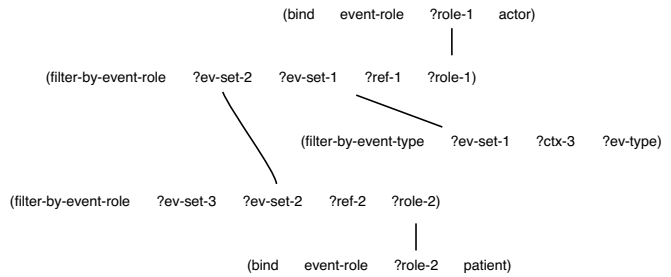 (bind event-role ?role-1 actor)
(filter-by-event-role ?ev-set-2 ?ev-set-1 ?ref-1 ?role-1)
(filter-by-event-type ?ev-set-1 ?ctx-3 ?ev-type)
(filter-by-event-role ?ev-set-3 ?ev-set-2 ?ref-2 ?role-2)
(bind event-role ?role-2 patient)